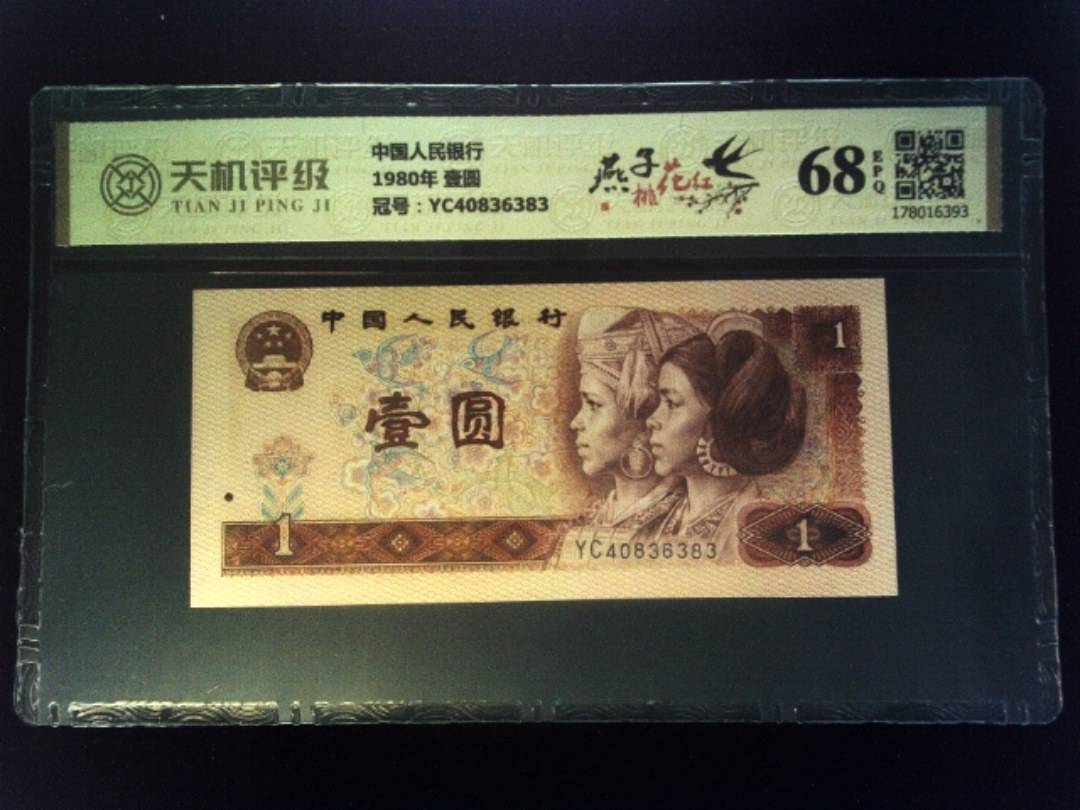 天机评级
TIAN JI PING JI
中国人民银行
1980年 壹圆
冠号：YC40836383
燕子
桃花红
68
EPQ
178016393
中国人民银行
1
壹圆
1
YC40836383
1